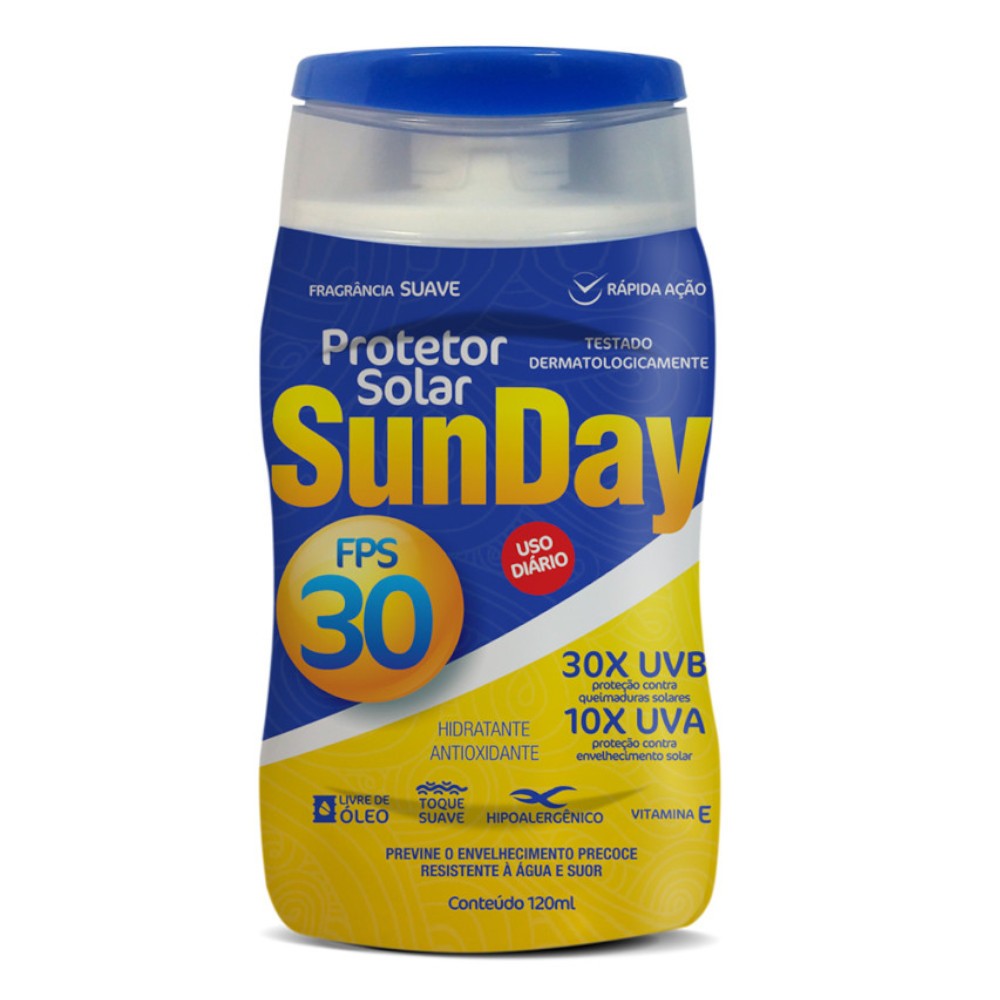 FRAGRÂNCIA SUAVE
RÁPIDA AÇÃO
Protetor
Solar
TESTADO
DERMATOLOGICAMENTE
SunDay
FPS
30
USO
DIÁRIO
30X UVB
proteção contra
queimaduras solares
10X UVA
proteção contra
envelhecimento solar
HIDRATANTE
ANTIOXIDANTE
LIVRE DE
ÓLEO
TOQUE
SUAVE
HIPOALERGÊNICO
VITAMINA E
PREVINE O ENVELHECIMENTO PRECOCE
RESISTENTE À ÁGUA E SUOR
Conteúdo 120ml